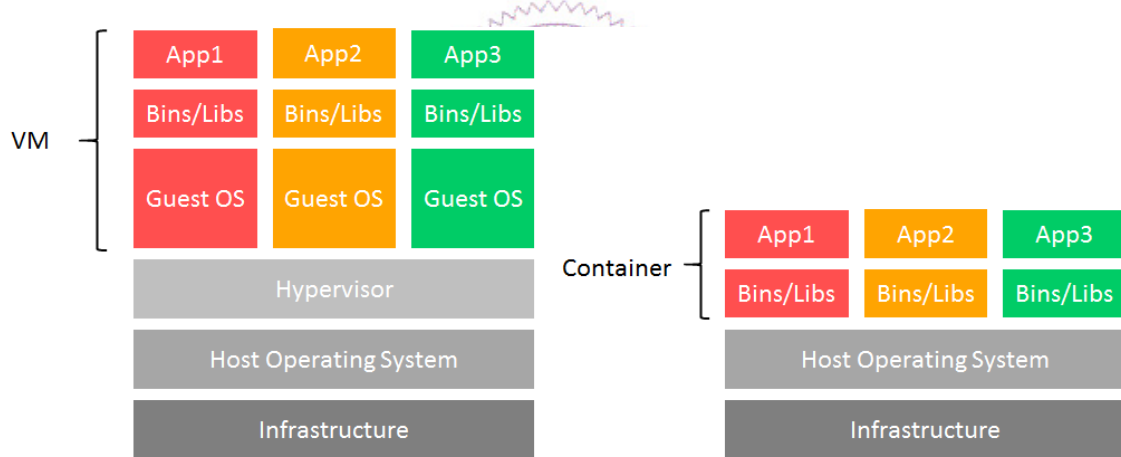 App1 App2 App3
Bins/Libs Bins/Libs Bins/Libs
VM
Guest OS Guest OS Guest OS
Hypervisor
Host Operating System
Infrastructure
App1 App2 App3
Container
Bins/Libs Bins/Libs Bins/Libs
Host Operating System
Infrastructure